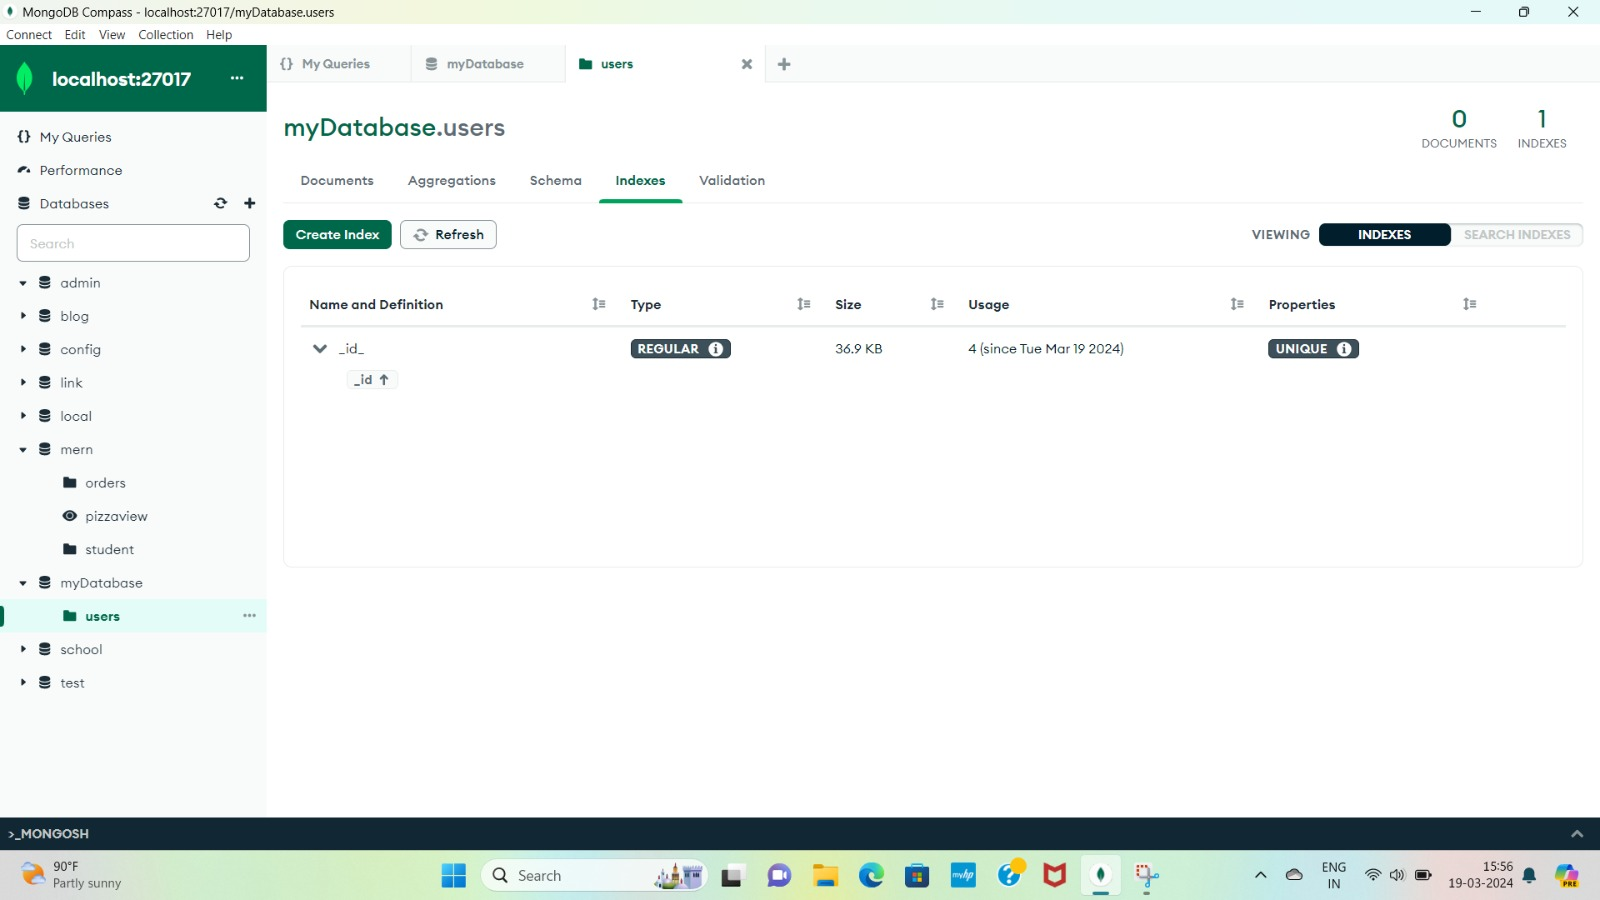 MongoDB Compass - localhost:27017/myDatabase.users
Connect Edit View Collection Help
localhost:27017 ...
{} My Queries
myDatabase
users
My Queries
Performance
Databases
Search
admin
blog
config
link
local
mern
orders
pizzaview
student
myDatabase
users ...
school
test
myDatabase.users
0
DOCUMENTS
1
INDEXES
Documents Aggregations Schema Indexes Validation
Create Index Refresh
VIEWING INDEXES SEARCH INDEXES
Name and Definition Type Size Usage Properties
_id_ REGULAR 36.9 KB 4 (since Tue Mar 19 2024) UNIQUE
_id ↑
>_MONGOSH
90°F
Partly sunny
Search
myhp
ENG
IN
15:56
19-03-2024
PRE